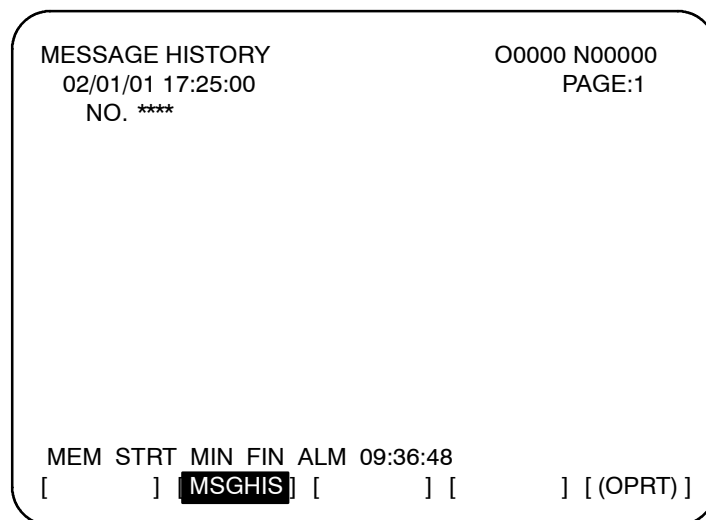 MESSAGE HISTORY O0000 N00000
02/01/01 17:25:00 PAGE:1
NO. ****
MEM STRT MIN FIN ALM 09:36:48
[ ] [ MSGHIS ] [ ] [ ] [ (OPRT) ]